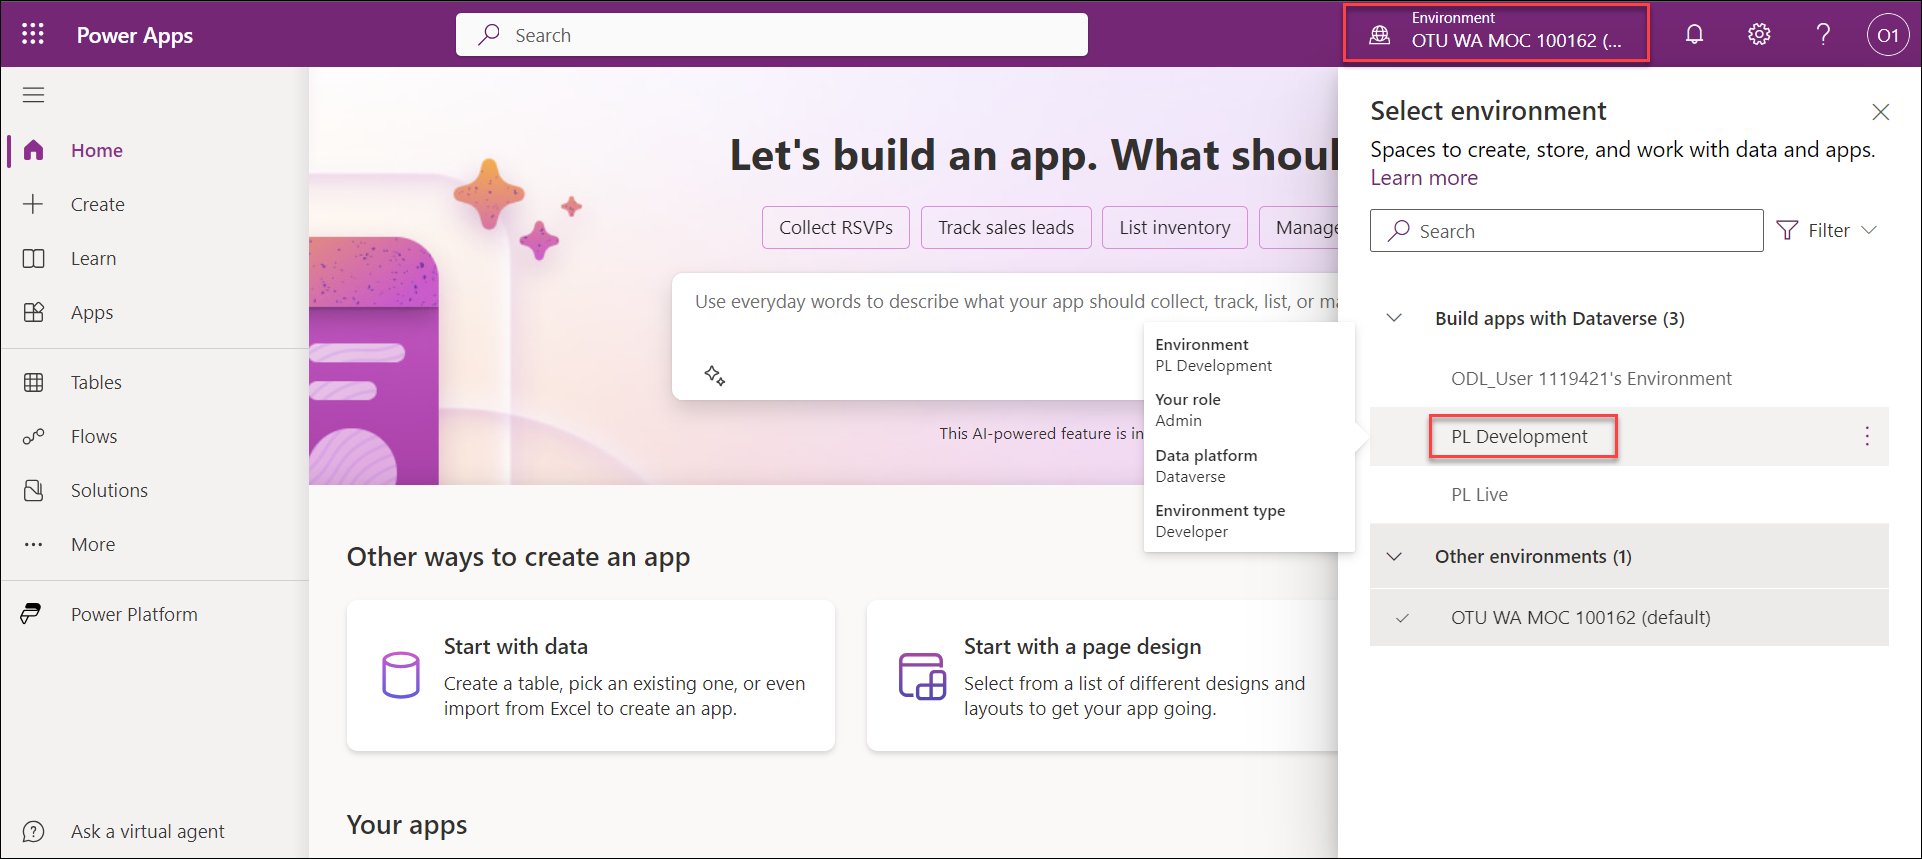 Power Apps
Search
Environment
OTU WA MOC 100162 (...
O1
Home
Create
Learn
Apps
Tables
Flows
Solutions
More
Power Platform
Ask a virtual agent
Let's build an app. What shou
Collect RSVPs
Track sales leads
List inventory
Manage
Use everyday words to describe what your app should collect, track, list, or ma
This AI-powered feature is in
Environment
PL Development
Your role
Admin
Data platform
Dataverse
Environment type
Developer
Other ways to create an app
Start with data
Create a table, pick an existing one, or even
import from Excel to create an app.
Start with a page design
Select from a list of different designs and
layouts to get your app going.
Your apps
Select environment
Spaces to create, store, and work with data and apps.
Learn more
Search
Filter
Build apps with Dataverse (3)
ODL_User 1119421's Environment
PL Development
PL Live
Other environments (1)
OTU WA MOC 100162 (default)